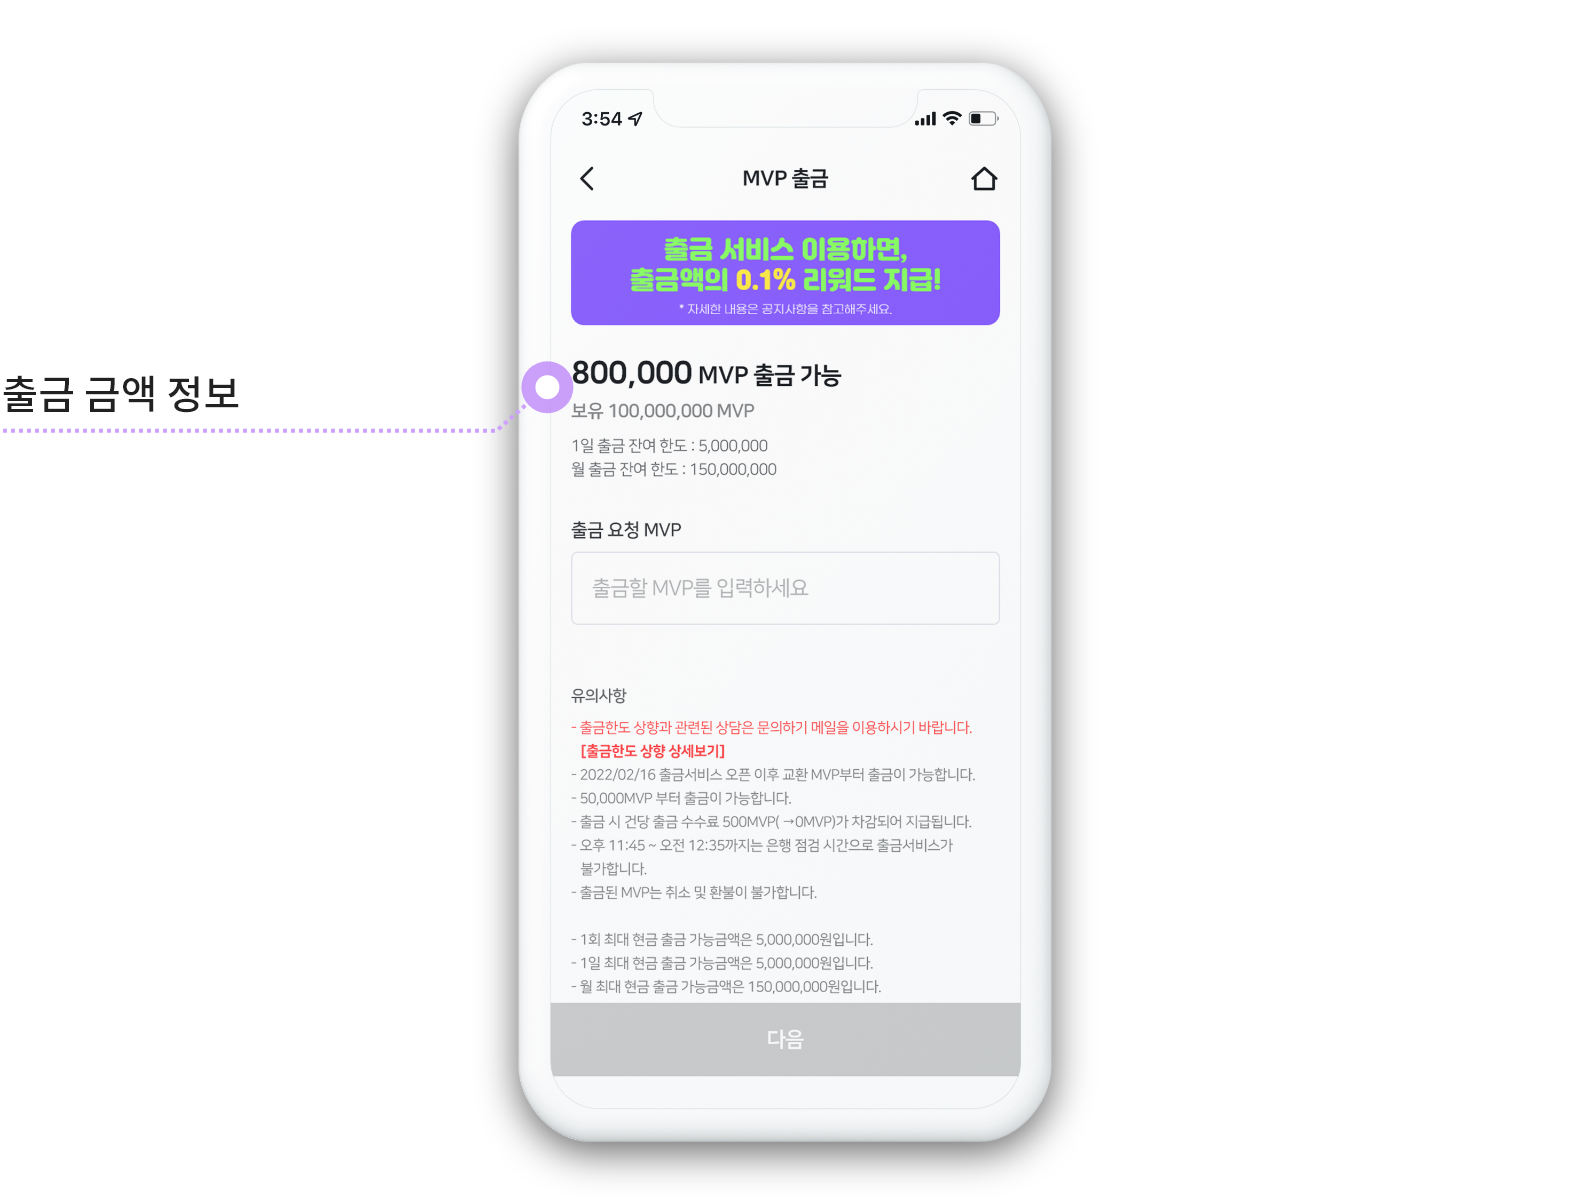 3:54
MVP 출금
출금 서비스 이용하면,
출금액의 0.1% 리워드 지급!
* 자세한 내용은 공지사항을 참고해주세요.
출금 금액 정보
800,000 MVP 출금 가능
보유 100,000,000 MVP
1일 출금 잔여 한도 : 5,000,000
월 출금 잔여 한도 : 150,000,000
출금 요청 MVP
출금할 MVP를 입력하세요
유의사항
- 출금한도 상향과 관련된 상담은 문의하기 메일을 이용하시기 바랍니다.
[출금한도 상향 상세보기]
- 2022/02/16 출금서비스 오픈 이후 교환 MVP부터 출금이 가능합니다.
- 50,000MVP 부터 출금이 가능합니다.
- 출금 시 건당 출금 수수료 500MVP( →0MVP)가 차감되어 지급됩니다.
- 오후 11:45 ~ 오전 12:35까지는 은행 점검 시간으로 출금서비스가
불가합니다.
- 출금된 MVP는 취소 및 환불이 불가합니다.
- 1회 최대 현금 출금 가능금액은 5,000,000원입니다.
- 1일 최대 현금 출금 가능금액은 5,000,000원입니다.
- 월 최대 현금 출금 가능금액은 150,000,000원입니다.
다음